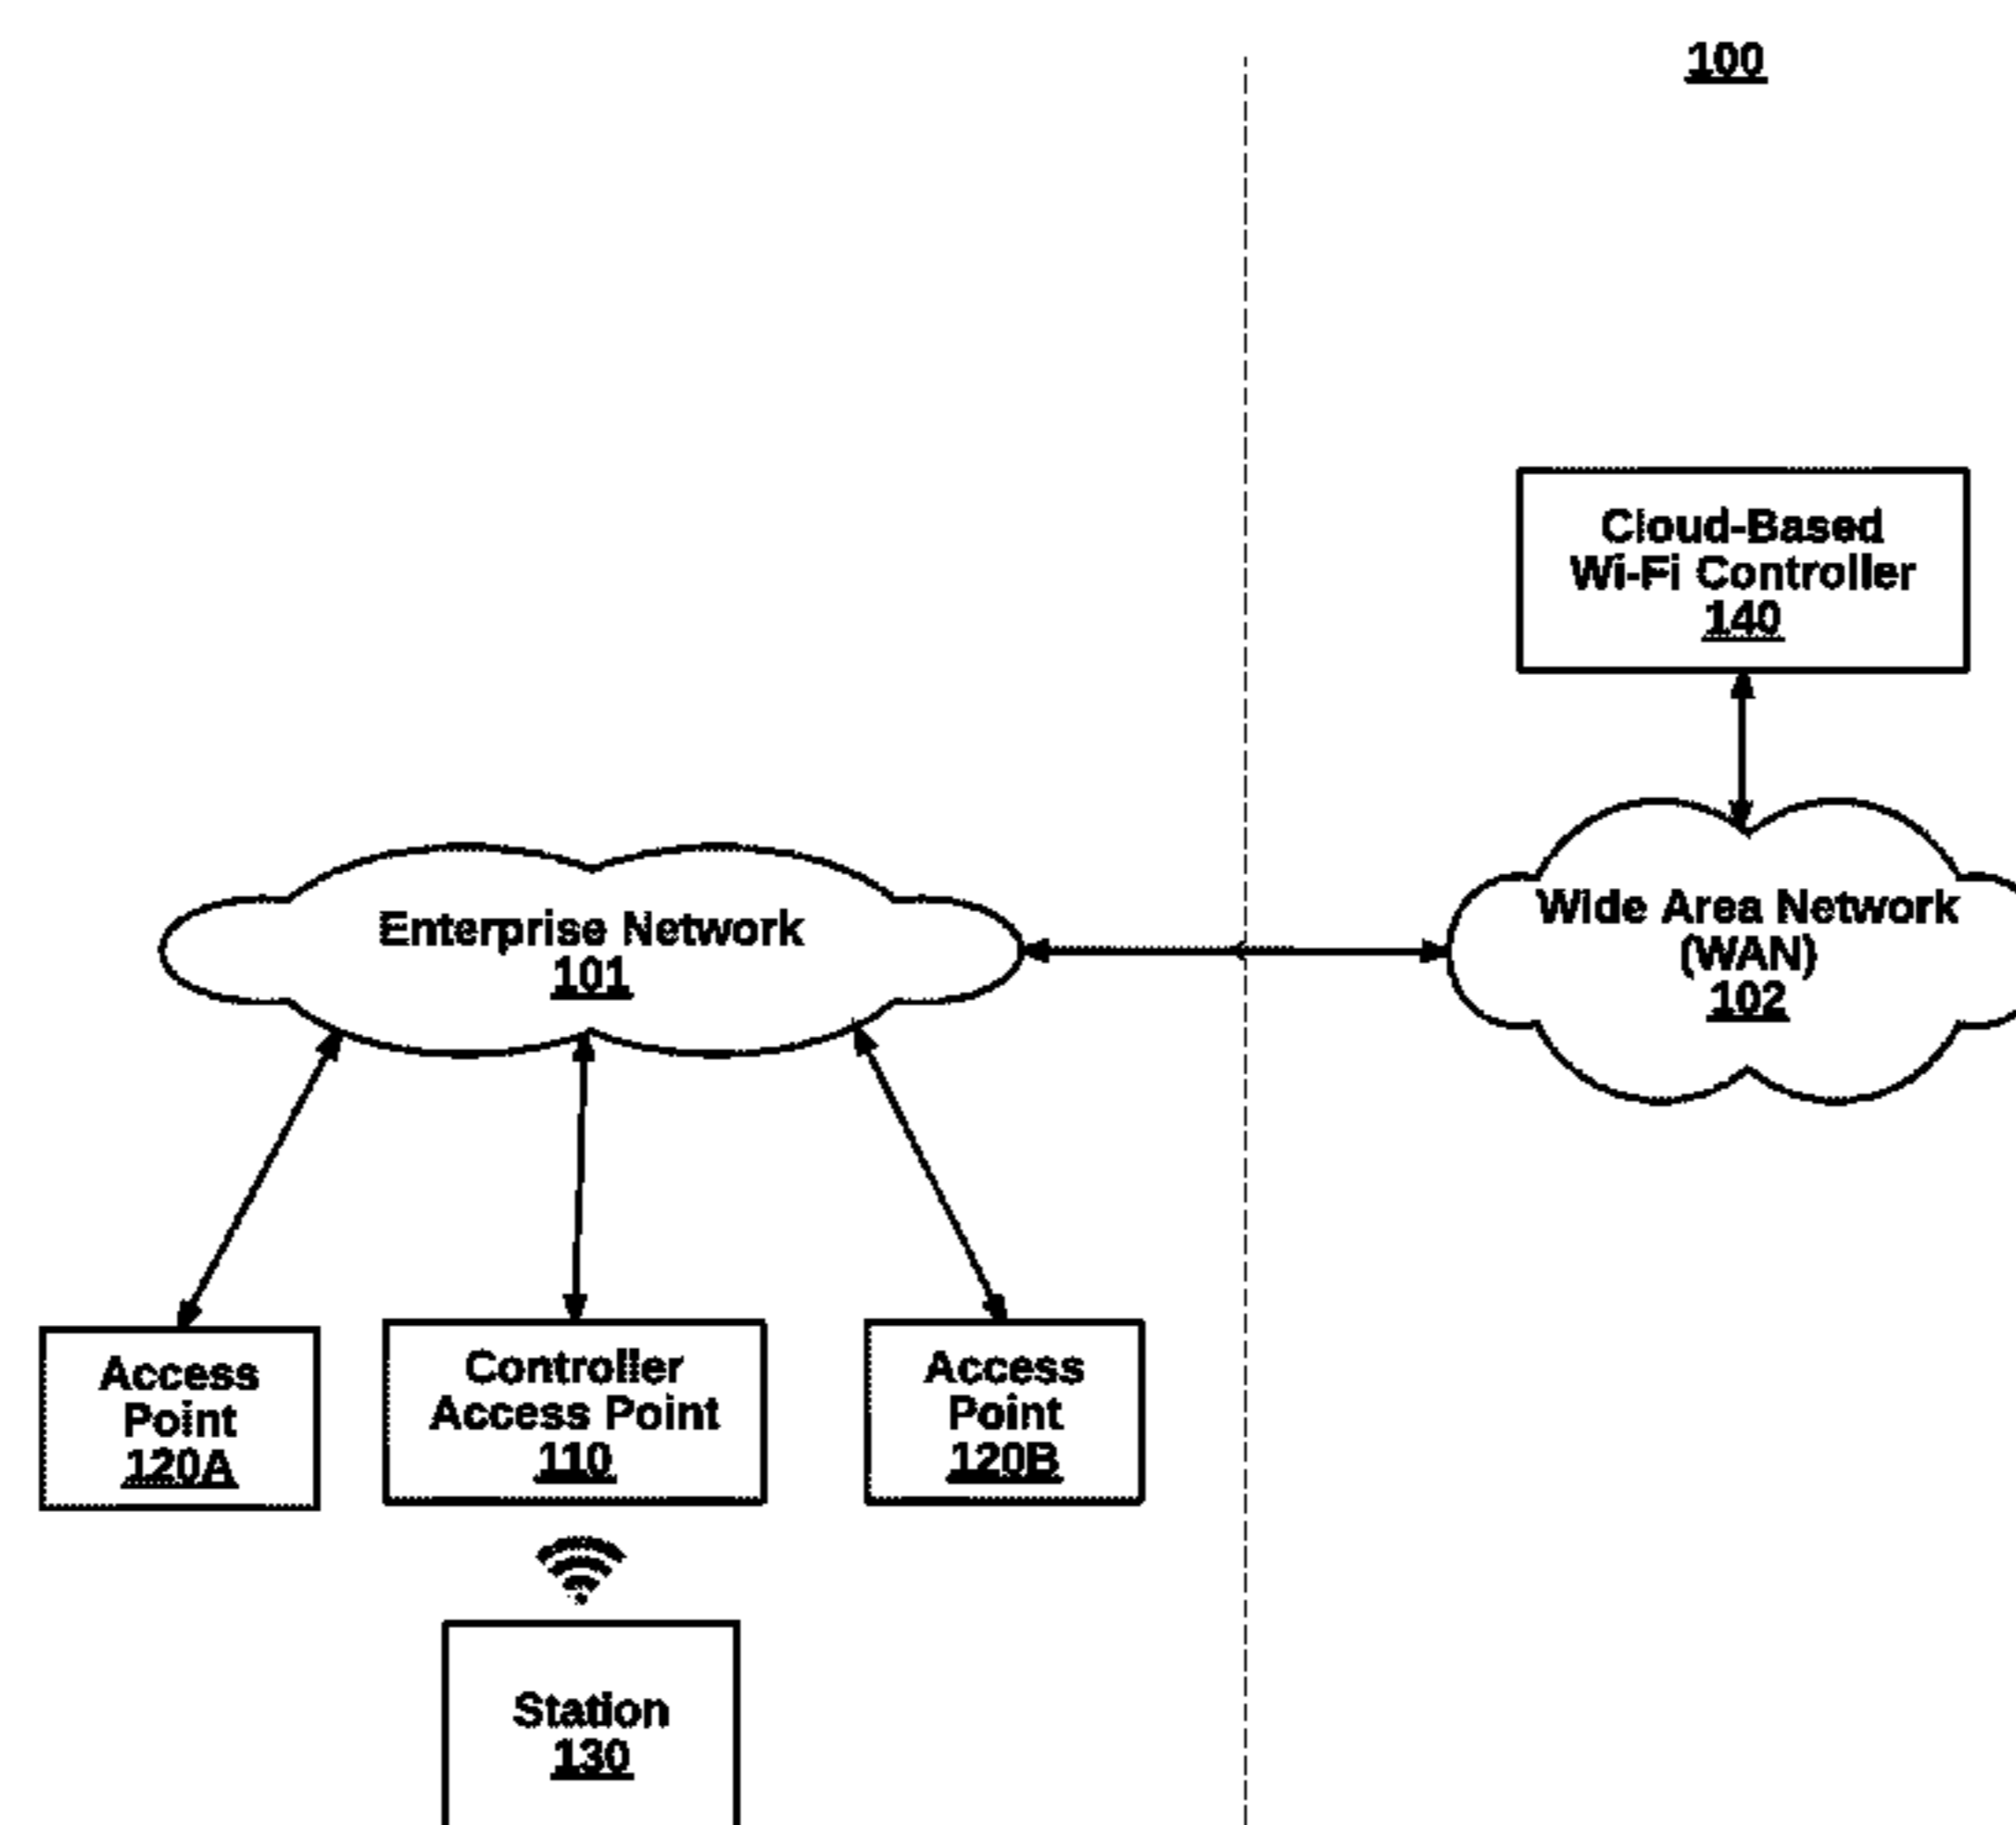 100
Cloud-Based
Wi-Fi Controller
140
Enterprise Network
101
Wide Area Network
(WAN)
102
Access
Point
120A
Controller
Access Point
110
Access
Point
120B
Station
130